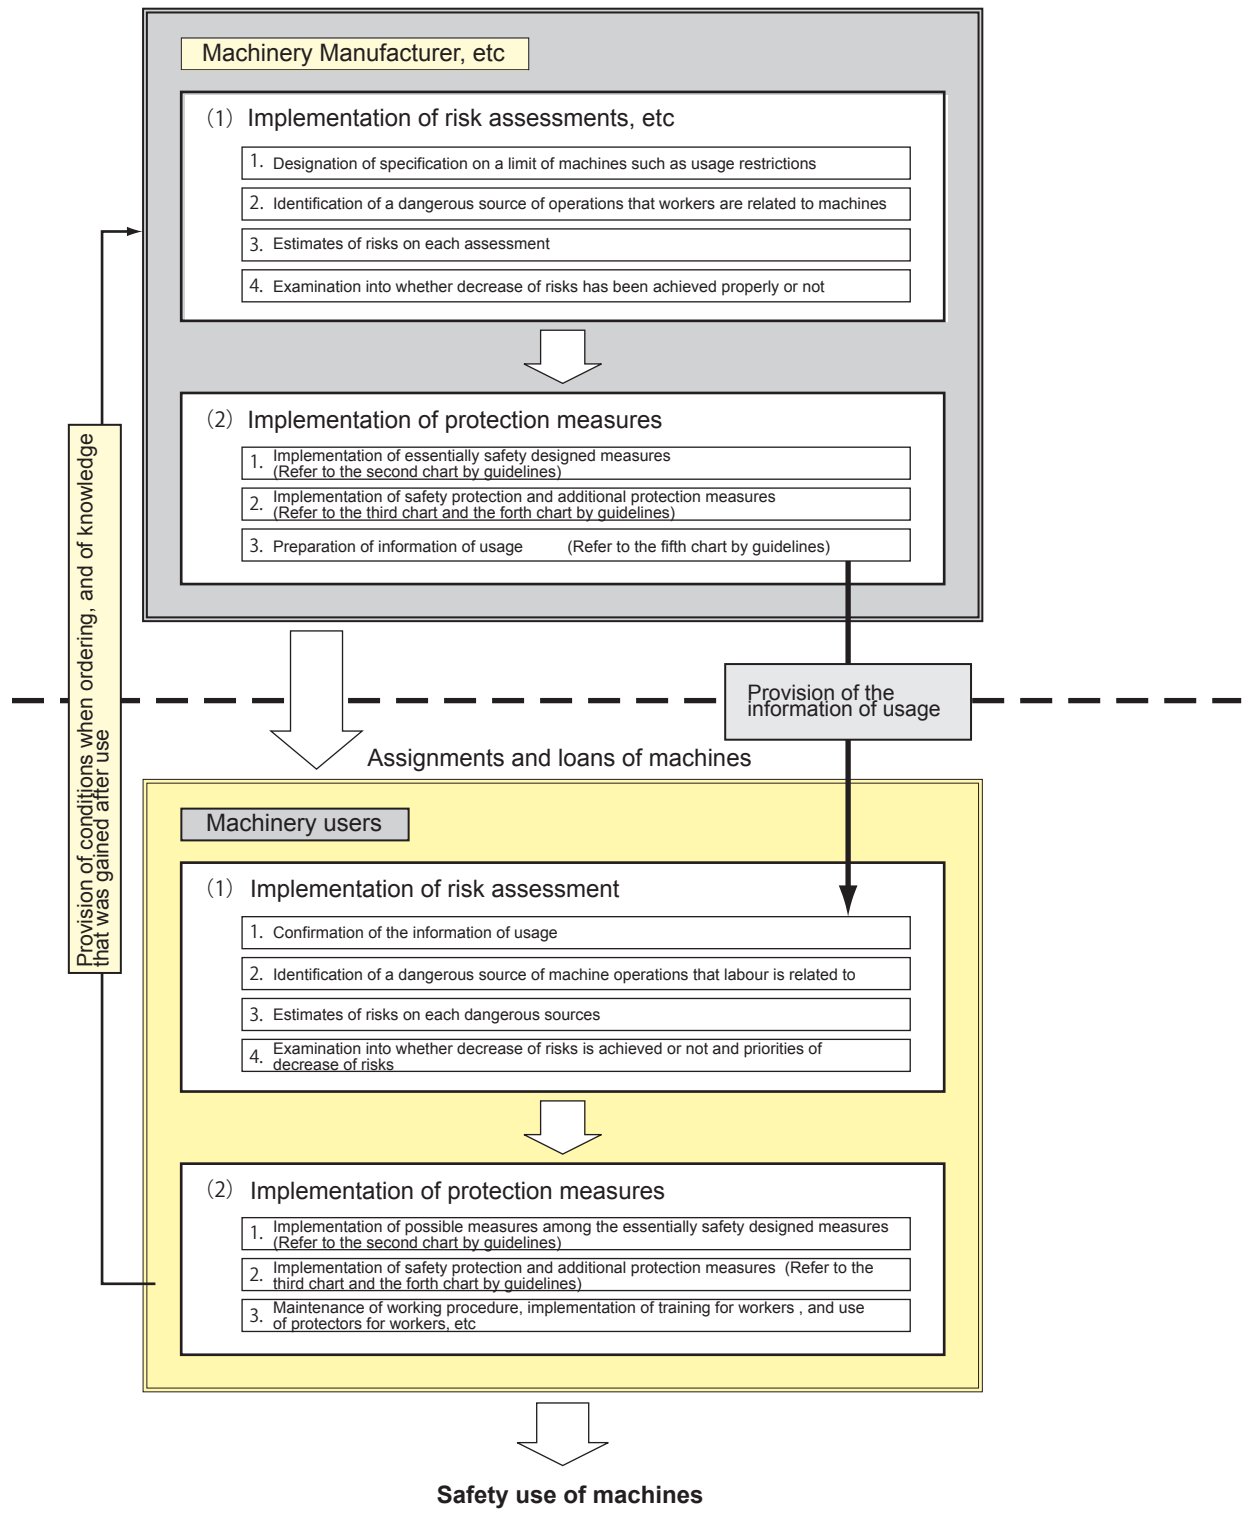 Machinery Manufacturer, etc
(1) Implementation of risk assessments, etc
1. Designation of specification on a limit of machines such as usage restrictions
2. Identification of a dangerous source of operations that workers are related to machines
3. Estimates of risks on each assessment
4. Examination into whether decrease of risks has been achieved properly or not
(2) Implementation of protection measures
1. Implementation of essentially safety designed measures
(Refer to the second chart by guidelines)
2. Implementation of safety protection and additional protection measures
(Refer to the third chart and the forth chart by guidelines)
3. Preparation of information of usage (Refer to the fifth chart by guidelines)
Provision of conditions when ordering, and of knowledge
that was gained after use
Provision of the
information of usage
Assignments and loans of machines
Machinery users
(1) Implementation of risk assessment
1. Confirmation of the information of usage
2. Identification of a dangerous source of machine operations that labour is related to
3. Estimates of risks on each dangerous sources
4. Examination into whether decrease of risks is achieved or not and priorities of
decrease of risks
(2) Implementation of protection measures
1. Implementation of possible measures among the essentially safety designed measures
(Refer to the second chart by guidelines)
2. Implementation of safety protection and additional protection measures (Refer to the
third chart and the forth chart by guidelines)
3. Maintenance of working procedure, implementation of training for workers , and use
of protectors for workers, etc
Safety use of machines